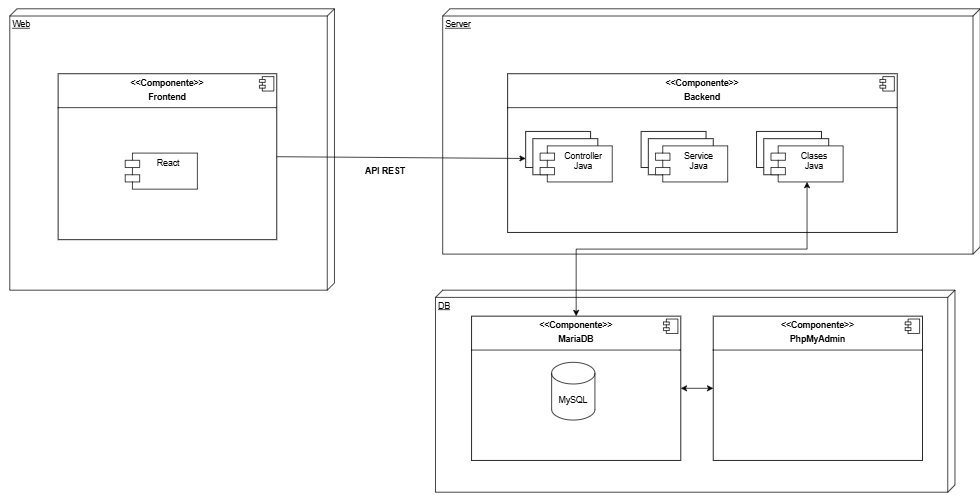 Web
<<Componente>>
Frontend
React
API REST
Server
<<Componente>>
Backend
Controller
Java
Service
Java
Clases
Java
DB
<<Componente>>
MariaDB
MySQL
<<Componente>>
PhpMyAdmin